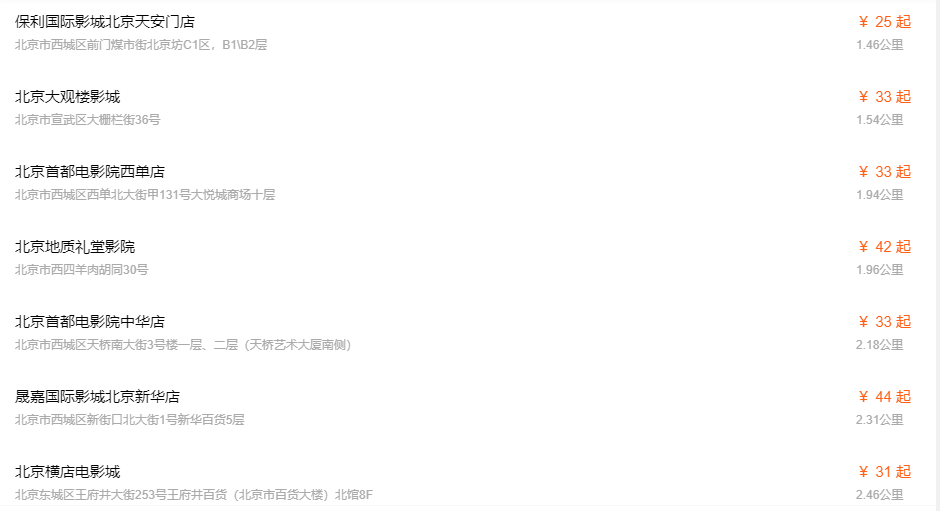 保利国际影城北京天安门店
¥ 25 起
北京市西城区前门煤市街北京坊C1区，B1\B2层
1.46公里
北京大观楼影城
¥ 33 起
北京市宣武区大栅栏街36号
1.54公里
北京首都电影院西单店
¥ 33 起
北京市西城区西单北大街甲131号大悦城商场十层
1.94公里
北京地质礼堂影院
¥ 42 起
北京市西四羊肉胡同30号
1.96公里
北京首都电影院中华店
¥ 33 起
北京市西城区天桥南大街3号楼一层、二层（天桥艺术大厦南侧）
2.18公里
晟嘉国际影城北京新华店
¥ 44 起
北京市西城区新街口北大街1号新华百货5层
2.31公里
北京横店电影城
¥ 31 起
北京东城区王府井大街253号王府井百货（北京市百货大楼）北馆8F
2.46公里